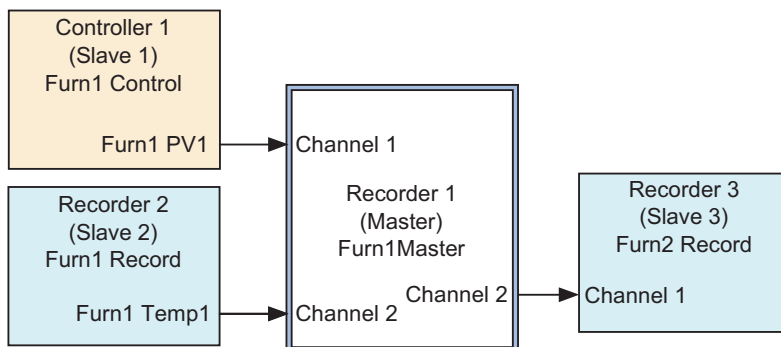 Controller 1
(Slave 1)
Furn1 Control
Furn1 PV1
Recorder 2
(Slave 2)
Furn1 Record
Furn1 Temp1
Channel 1
Recorder 1
(Master)
Furn1Master
Channel 2
Channel 2
Recorder 3
(Slave 3)
Furn2 Record
Channel 1